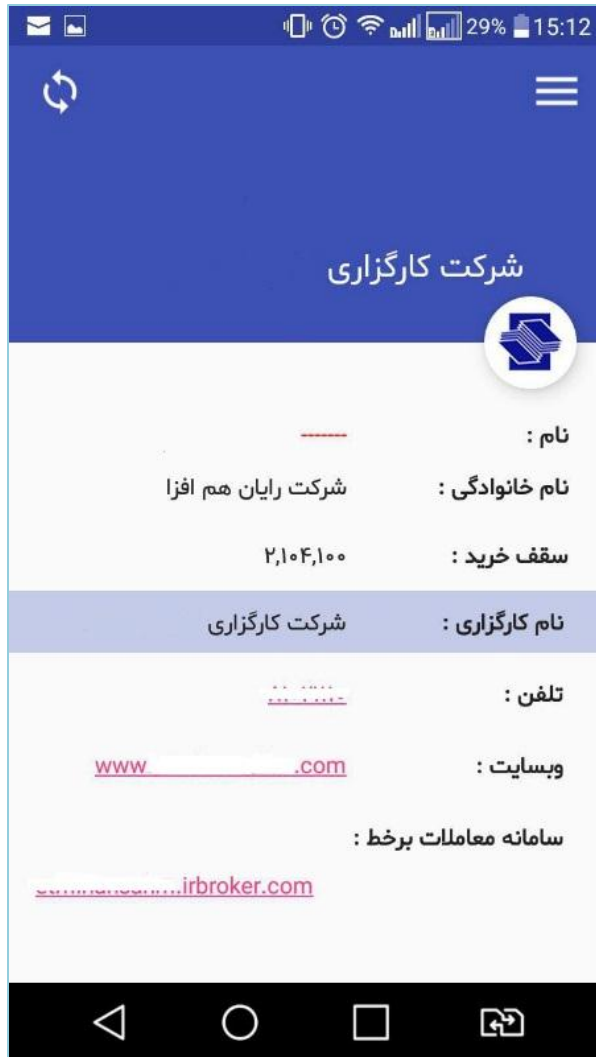 29% 15:12
شرکت کارگزاری
نام : -------
نام خانوادگی : شرکت رایان هم افزا
سقف خرید : ۲,۱۰۴,۱۰۰
نام کارگزاری : شرکت کارگزاری
تلفن :
وبسایت : www. .com
سامانه معاملات برخط :
.irbroker.com